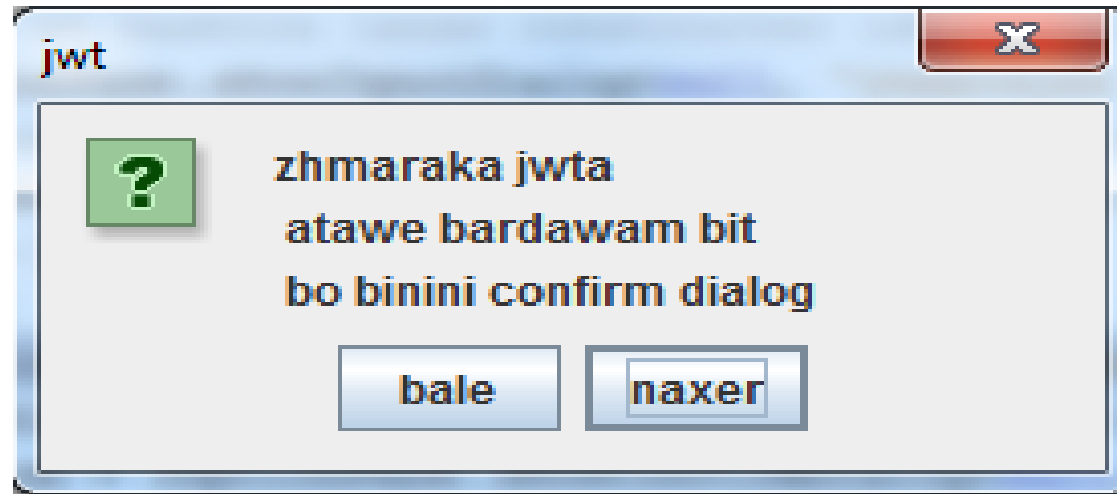 jwt
?
zhmaraka jwta
atawe bardawam bit
bo binini confirm dialog
bale naxer